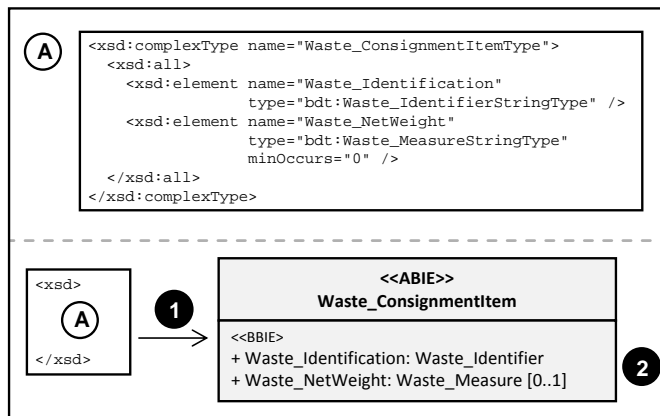 A
<xsd:complexType name="Waste_ConsignmentItemType">
<xsd:all>
<xsd:element name="Waste_Identification"
type="bdt:Waste_IdentifierStringType" />
<xsd:element name="Waste_NetWeight"
type="bdt:Waste_MeasureStringType"
minOccurs="0" />
</xsd:all>
</xsd:complexType>
<xsd>
A
</xsd>
1
<<ABIE>>
Waste_ConsignmentItem
<<BBIE>
+ Waste_Identification: Waste_Identifier
+ Waste_NetWeight: Waste_Measure [0..1]
2